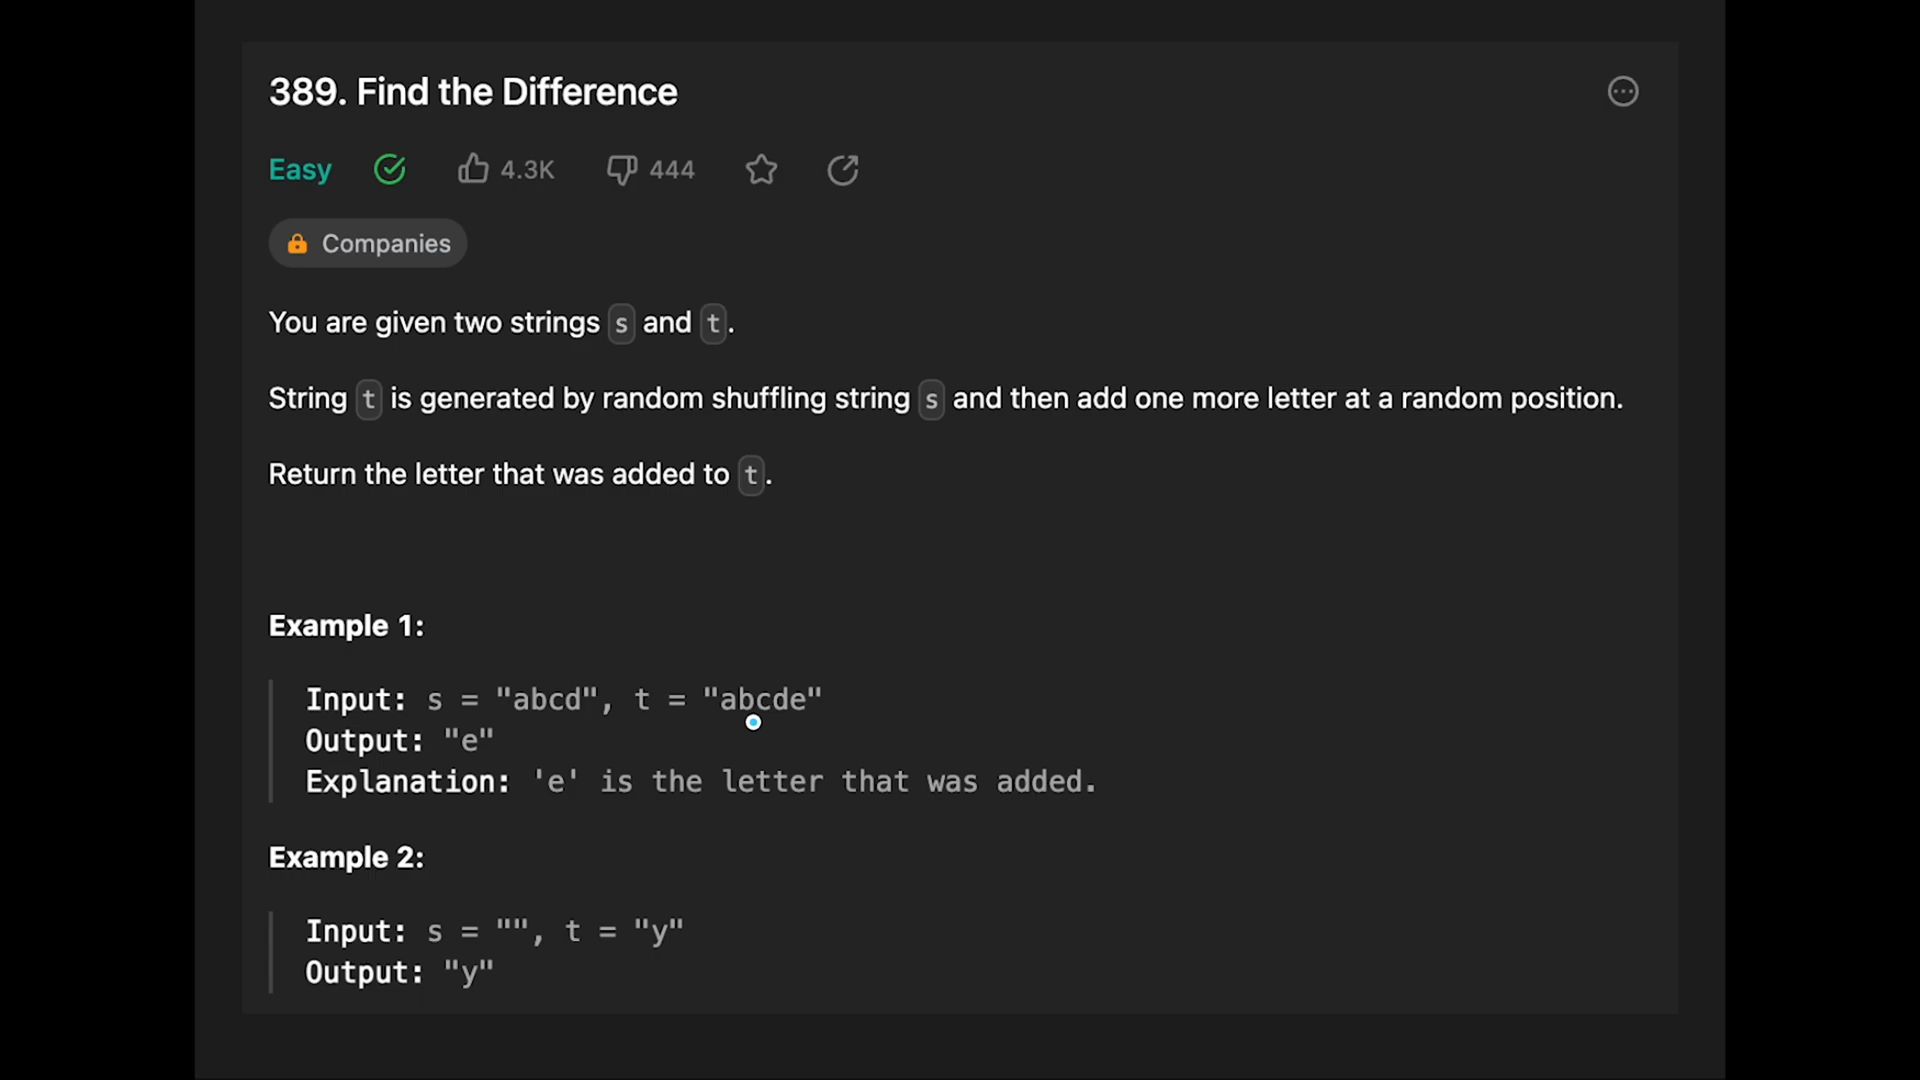 389. Find the Difference
Easy 4.3K 444
Companies
You are given two strings s and t.
String t is generated by random shuffling string s and then add one more letter at a random position.
Return the letter that was added to t.
Example 1:
Input: s = "abcd", t = "abcde"
Output: "e"
Explanation: 'e' is the letter that was added.
Example 2:
Input: s = "", t = "y"
Output: "y"